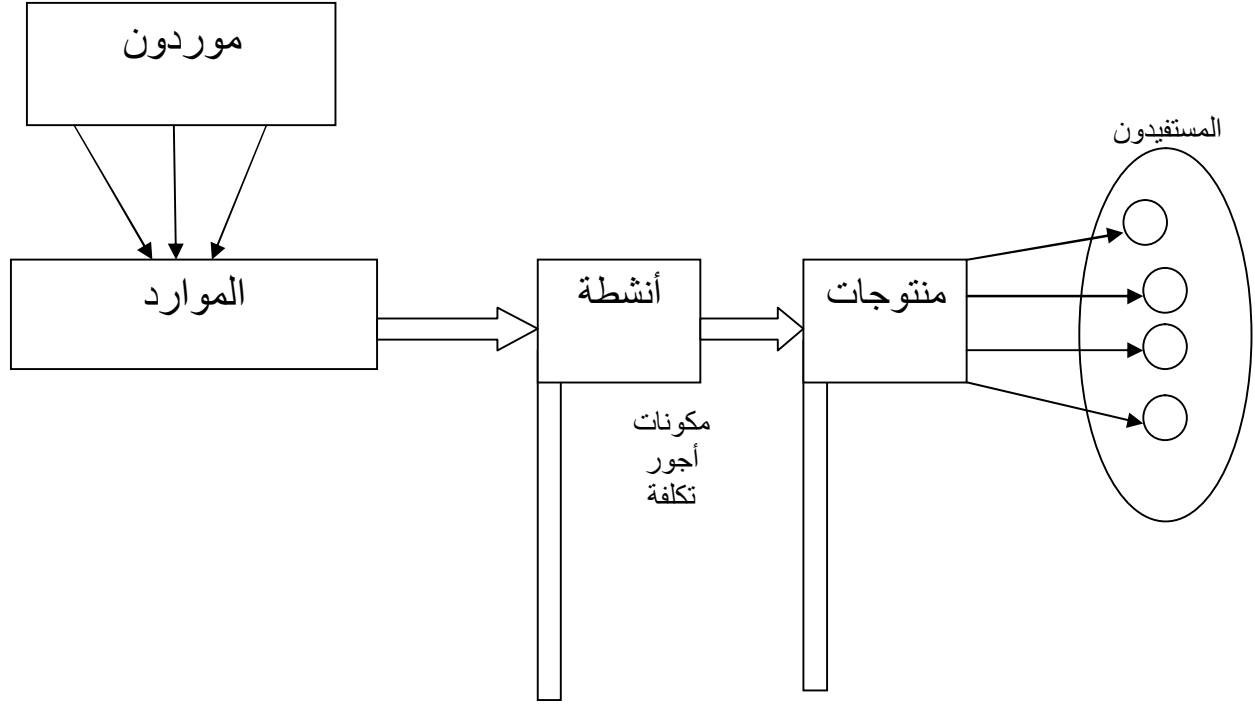 موردون
المستفيدون
الموارد
أنشطة
منتوجات
مكونات
أجور
تكلفة